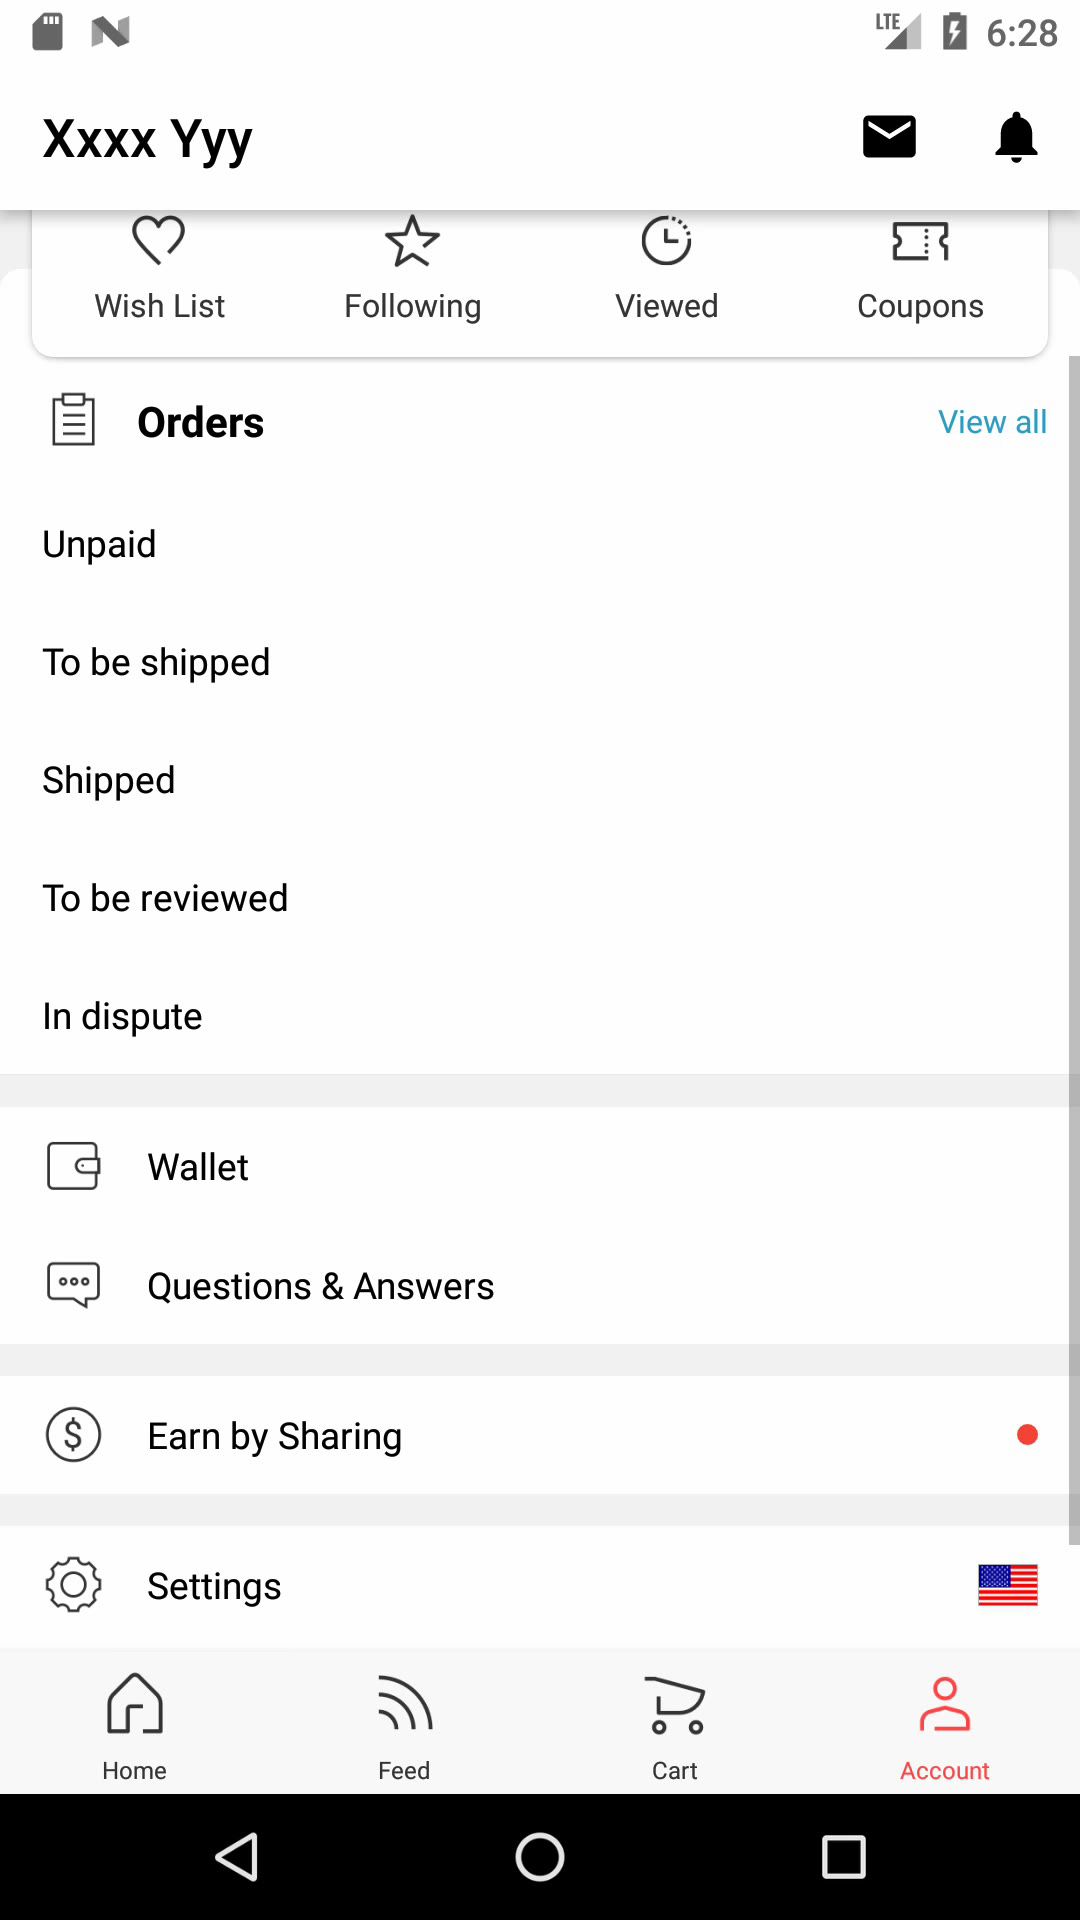 LTE 6:28
Xxxx Yyy
Wish List Following Viewed Coupons
Orders View all
Unpaid
To be shipped
Shipped
To be reviewed
In dispute
Wallet
Questions & Answers
Earn by Sharing
Settings
Home Feed Cart Account